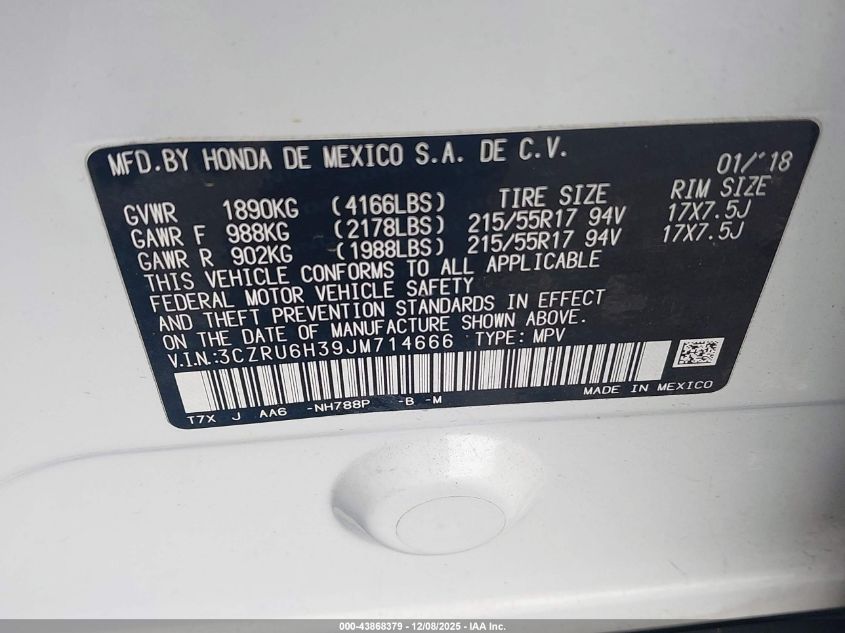 MFD.BY HONDA DE MEXICO S.A. DE C.V. 01/'18
GVWR 1890KG (4166LBS) TIRE SIZE RIM SIZE
GAWR F 988KG (2178LBS) 215/55R17 94V 17X7.5J
GAWR R 902KG (1988LBS) 215/55R17 94V 17X7.5J
THIS VEHICLE CONFORMS TO ALL APPLICABLE
FEDERAL MOTOR VEHICLE SAFETY
AND THEFT PREVENTION STANDARDS IN EFFECT
ON THE DATE OF MANUFACTURE SHOWN ABOVE.
V.I.N.:3CZRU6H39JM714666 TYPE: MPV
MADE IN MEXICO
T7X J AA6 -NH788P -B -M
000-43868379 | 12/08/2025 - IAA Inc.